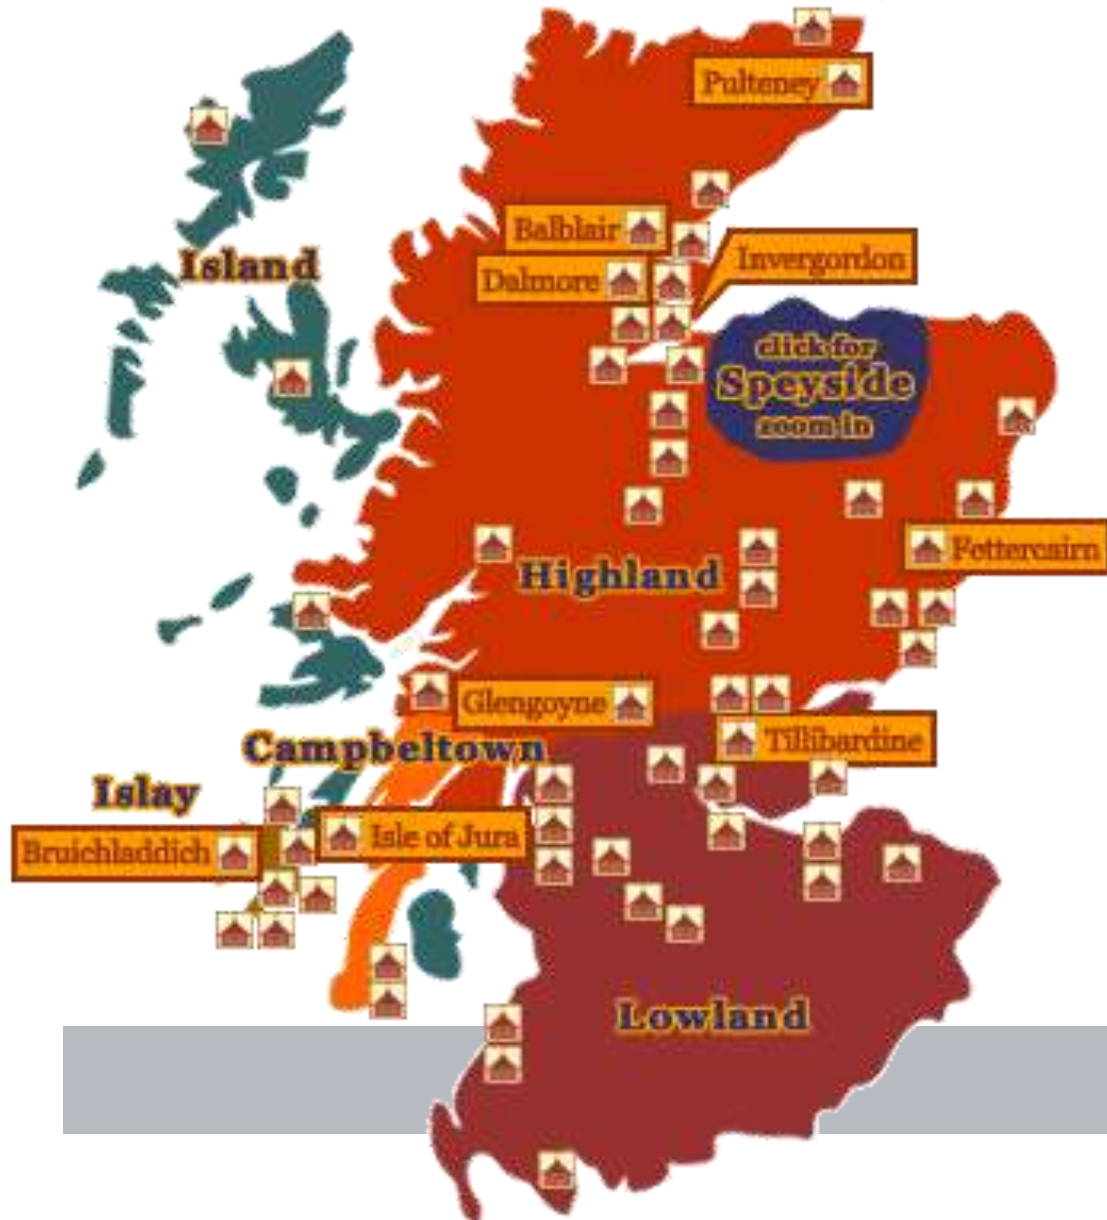 Pulteney
Balblair
Invergordon
Island
Dalmore
click for
Speyside
zoom in
Fettercairn
Highland
Glengoyne
Tillibardine
Campbeltown
Islay
Isle of Jura
Bruichladdich
Lowland